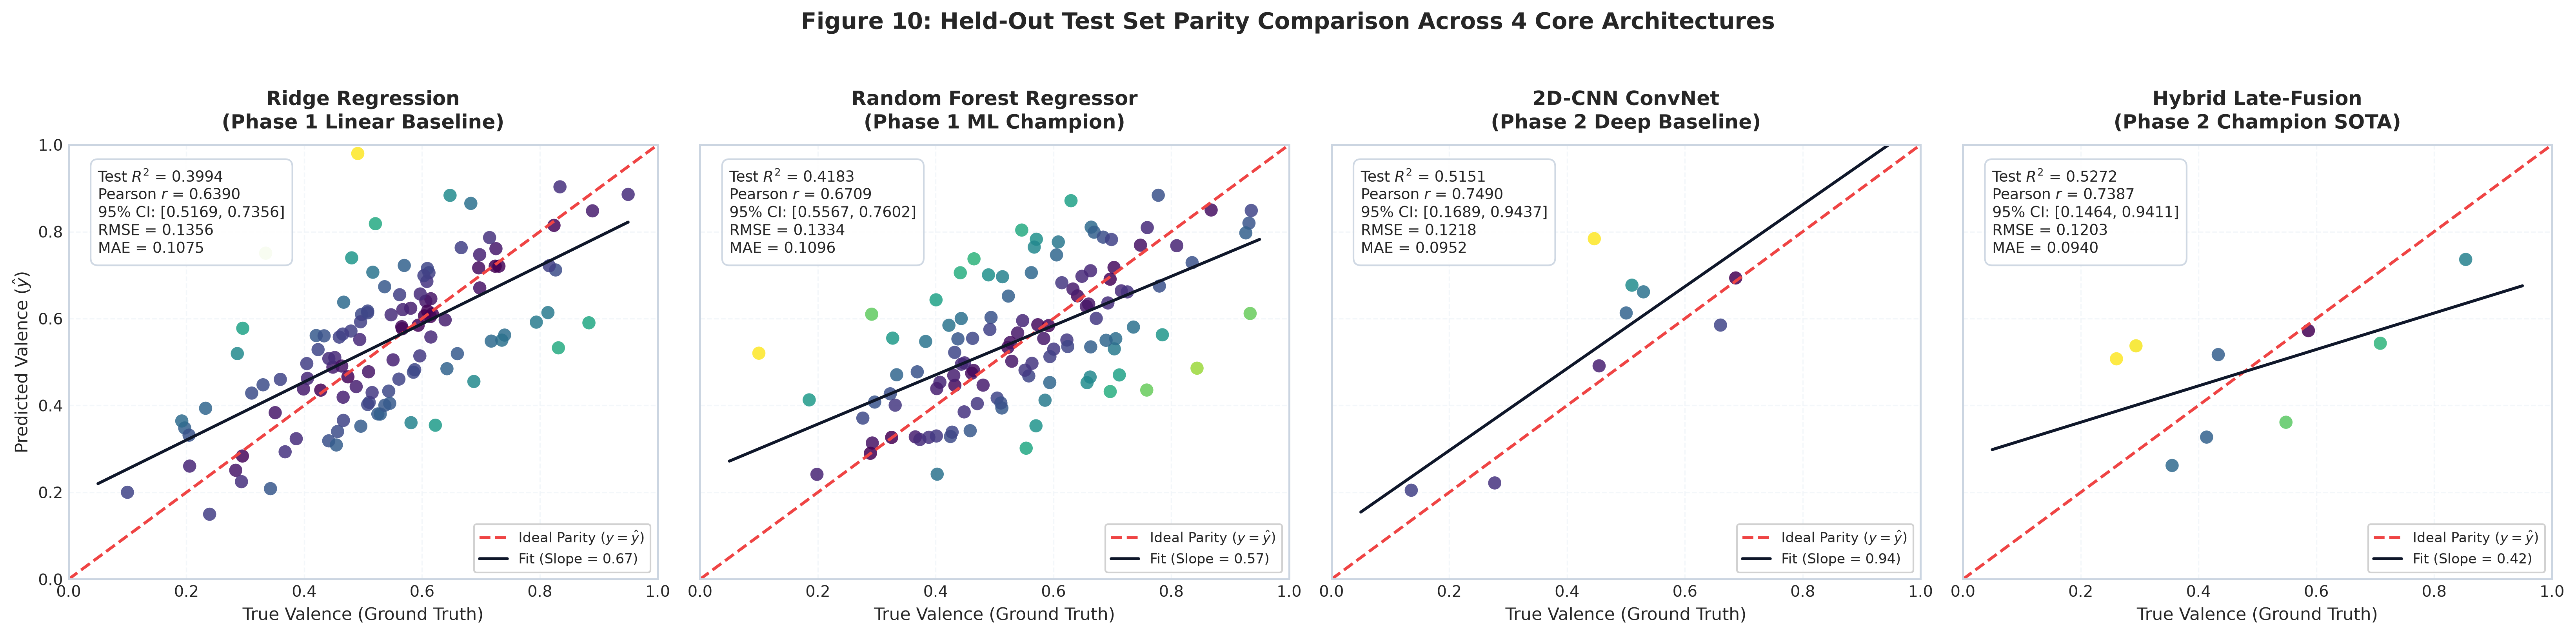 Figure 10: Held-Out Test Set Parity Comparison Across 4 Core Architectures
Ridge Regression
(Phase 1 Linear Baseline)
Test R² = 0.3994
Pearson r = 0.6390
95% CI: [0.5169, 0.7356]
RMSE = 0.1356
MAE = 0.1075
Predicted Valence (ŷ)
1.0
0.8
0.6
0.4
0.2
0.0
Ideal Parity (y = ŷ)
Fit (Slope = 0.67)
0.0 0.2 0.4 0.6 0.8 1.0
True Valence (Ground Truth)
Random Forest Regressor
(Phase 1 ML Champion)
Test R² = 0.4183
Pearson r = 0.6709
95% CI: [0.5567, 0.7602]
RMSE = 0.1334
MAE = 0.1096
Ideal Parity (y = ŷ)
Fit (Slope = 0.57)
0.0 0.2 0.4 0.6 0.8 1.0
True Valence (Ground Truth)
2D-CNN ConvNet
(Phase 2 Deep Baseline)
Test R² = 0.5151
Pearson r = 0.7490
95% CI: [0.1689, 0.9437]
RMSE = 0.1218
MAE = 0.0952
Ideal Parity (y = ŷ)
Fit (Slope = 0.94)
0.0 0.2 0.4 0.6 0.8 1.0
True Valence (Ground Truth)
Hybrid Late-Fusion
(Phase 2 Champion SOTA)
Test R² = 0.5272
Pearson r = 0.7387
95% CI: [0.1464, 0.9411]
RMSE = 0.1203
MAE = 0.0940
Ideal Parity (y = ŷ)
Fit (Slope = 0.42)
0.0 0.2 0.4 0.6 0.8 1.0
True Valence (Ground Truth)